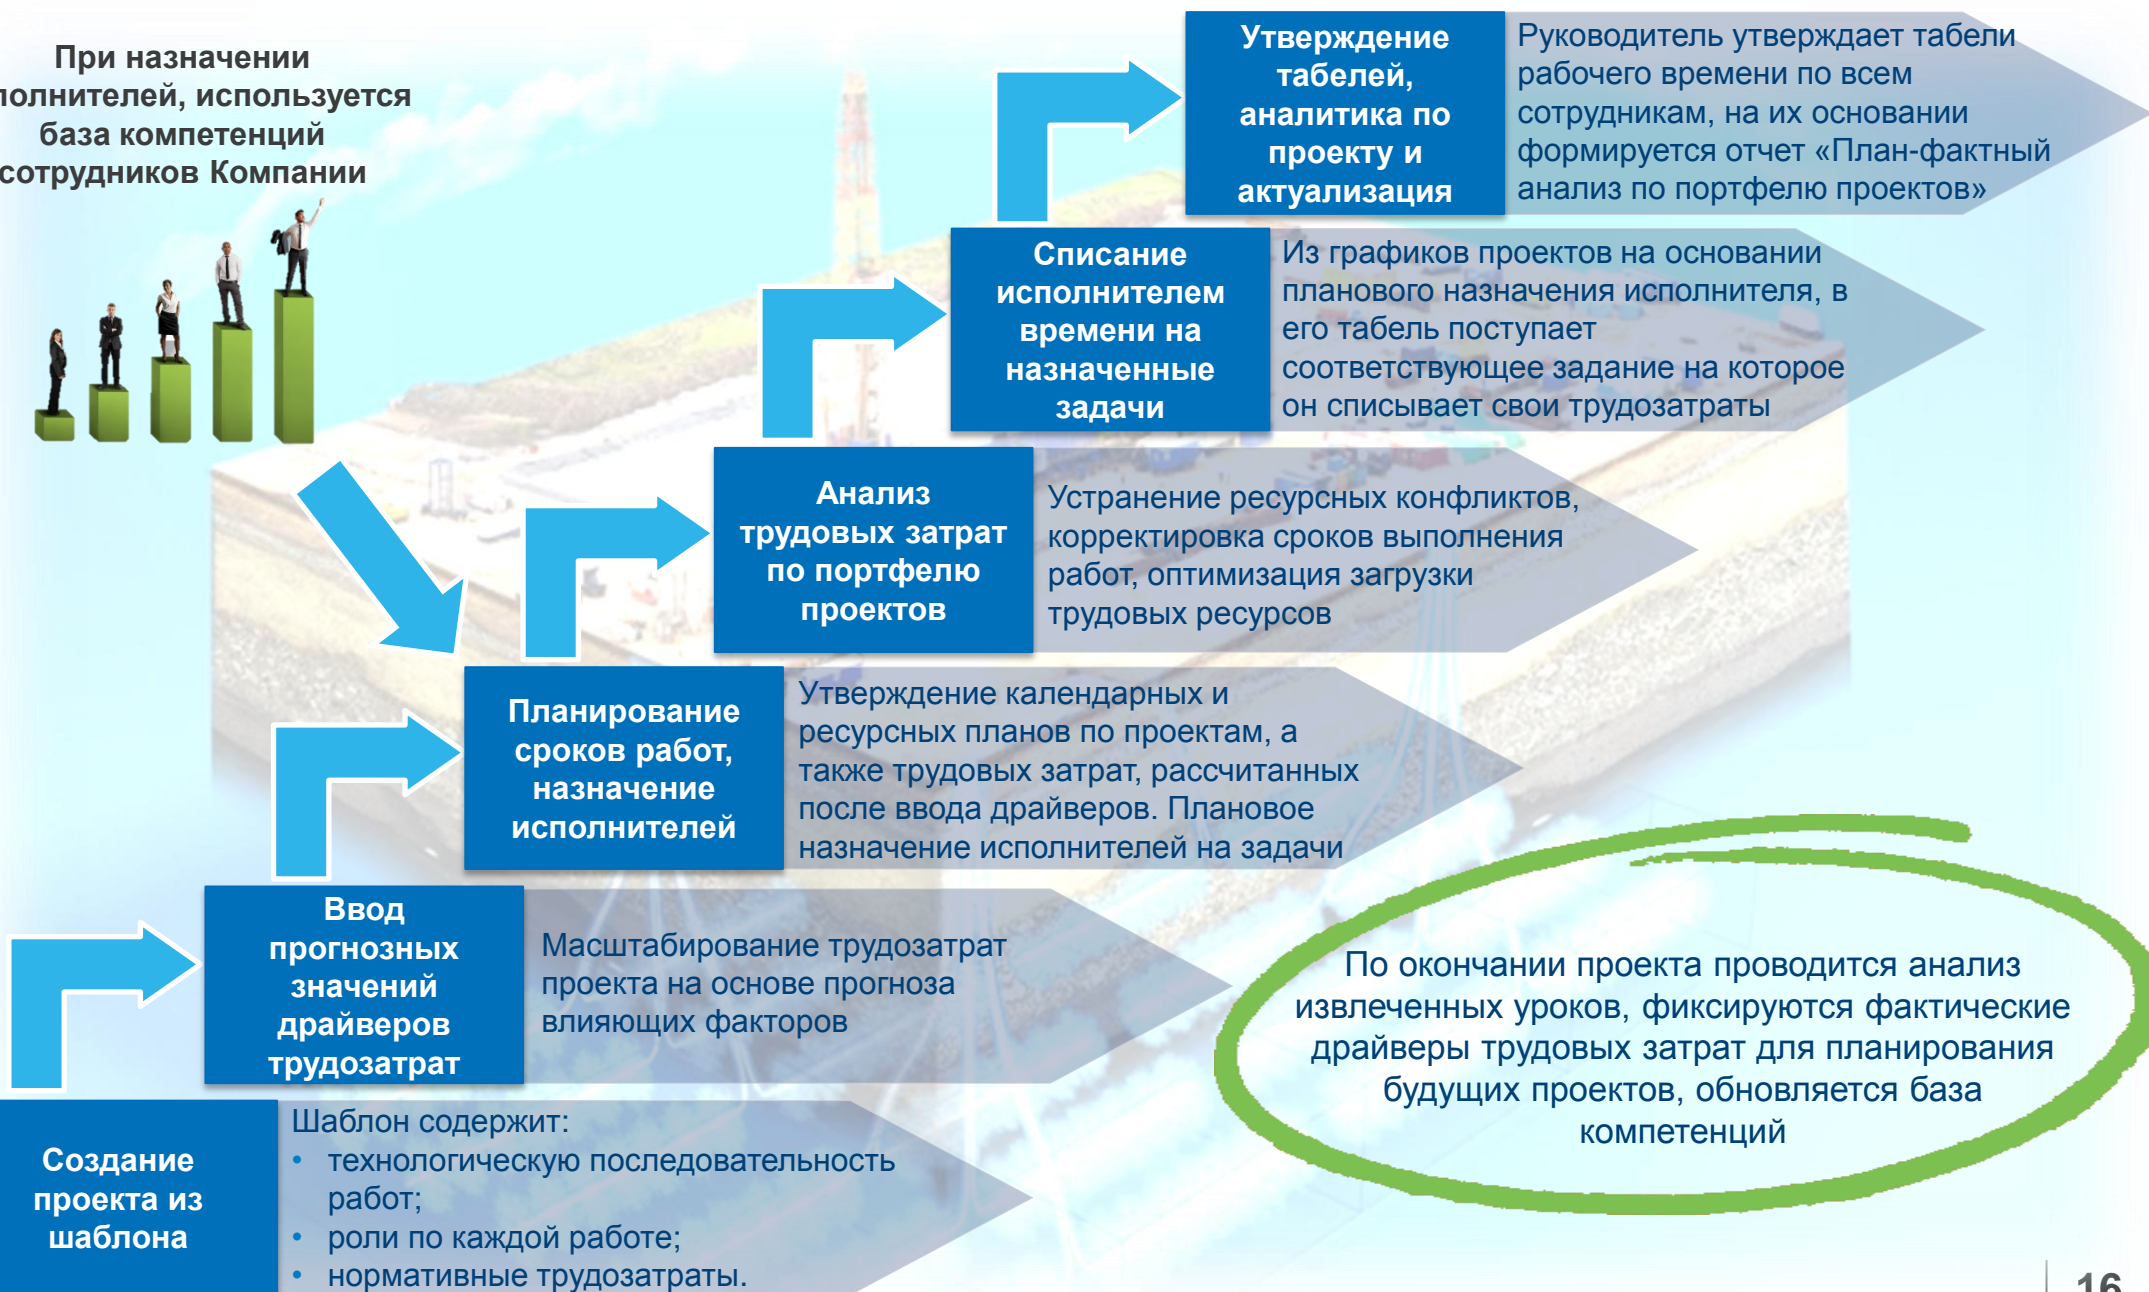 При назначении
полнителей, используется
база компетенций
сотрудников Компании
Утверждение
табелей,
аналитика по
проекту и
актуализация
Руководитель утверждает табели
рабочего времени по всем
сотрудникам, на их основании
формируется отчет «План-фактный
анализ по портфелю проектов»
Списание
исполнителем
времени на
назначенные
задачи
Из графиков проектов на основании
планового назначения исполнителя, в
его табель поступает
соответствующее задание на которое
он списывает свои трудозатраты
Анализ
трудовых затрат
по портфелю
проектов
Устранение ресурсных конфликтов,
корректировка сроков выполнения
работ, оптимизация загрузки
трудовых ресурсов
Планирование
сроков работ,
назначение
исполнителей
Утверждение календарных и
ресурсных планов по проектам, а
также трудовых затрат, рассчитанных
после ввода драйверов. Плановое
назначение исполнителей на задачи
Ввод
прогнозных
значений
драйверов
трудозатрат
Масштабирование трудозатрат
проекта на основе прогноза
влияющих факторов
По окончании проекта проводится анализ
извлеченных уроков, фиксируются фактические
драйверы трудовых затрат для планирования
будущих проектов, обновляется база
компетенций
Создание
проекта из
шаблона
Шаблон содержит:
• технологическую последовательность
работ;
• роли по каждой работе;
• нормативные трудозатраты.
16